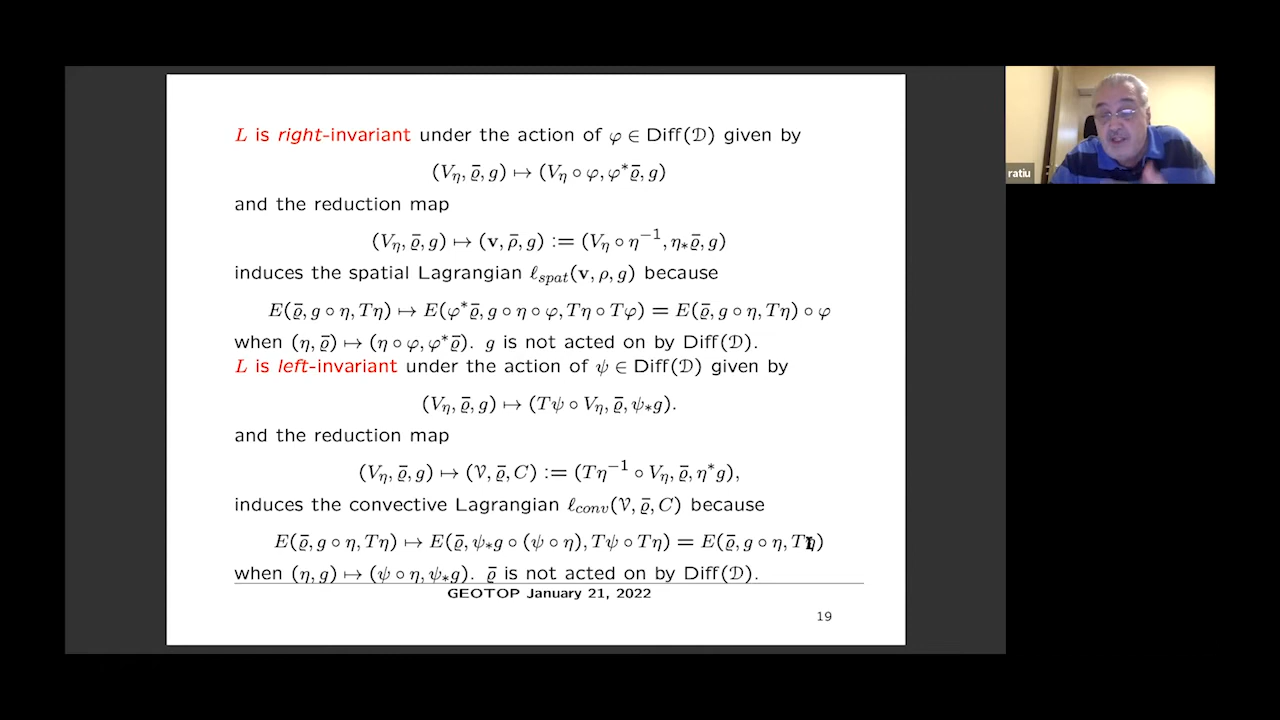 L is right-invariant under the action of φ ∈ Diff(𝒟) given by
(V_η, ϱ̄, g) ↦ (V_η ∘ φ, φ*ϱ̄, g)
and the reduction map
(V_η, ϱ̄, g) ↦ (v, ρ̄, g) := (V_η ∘ η⁻¹, η_*ϱ̄, g)
induces the spatial Lagrangian ℓ_spat(v, ρ, g) because
E(ϱ̄, g ∘ η, Tη) ↦ E(φ*ϱ̄, g ∘ η ∘ φ, Tη ∘ Tφ) = E(ϱ̄, g ∘ η, Tη) ∘ φ
when (η, ϱ̄) ↦ (η ∘ φ, φ*ϱ̄). g is not acted on by Diff(𝒟).
L is left-invariant under the action of ψ ∈ Diff(𝒟) given by
(V_η, ϱ̄, g) ↦ (Tψ ∘ V_η, ϱ̄, ψ_*g).
and the reduction map
(V_η, ϱ̄, g) ↦ (𝒱, ϱ̄, C) := (Tη⁻¹ ∘ V_η, ϱ̄, η*g),
induces the convective Lagrangian ℓ_conv(𝒱, ϱ̄, C) because
E(ϱ̄, g ∘ η, Tη) ↦ E(ϱ̄, ψ_*g ∘ (ψ ∘ η), Tψ ∘ Tη) = E(ϱ̄, g ∘ η, Tη)
when (η, g) ↦ (ψ ∘ η, ψ_*g). ϱ̄ is not acted on by Diff(𝒟).
GEOTOP January 21, 2022
19
ratiu